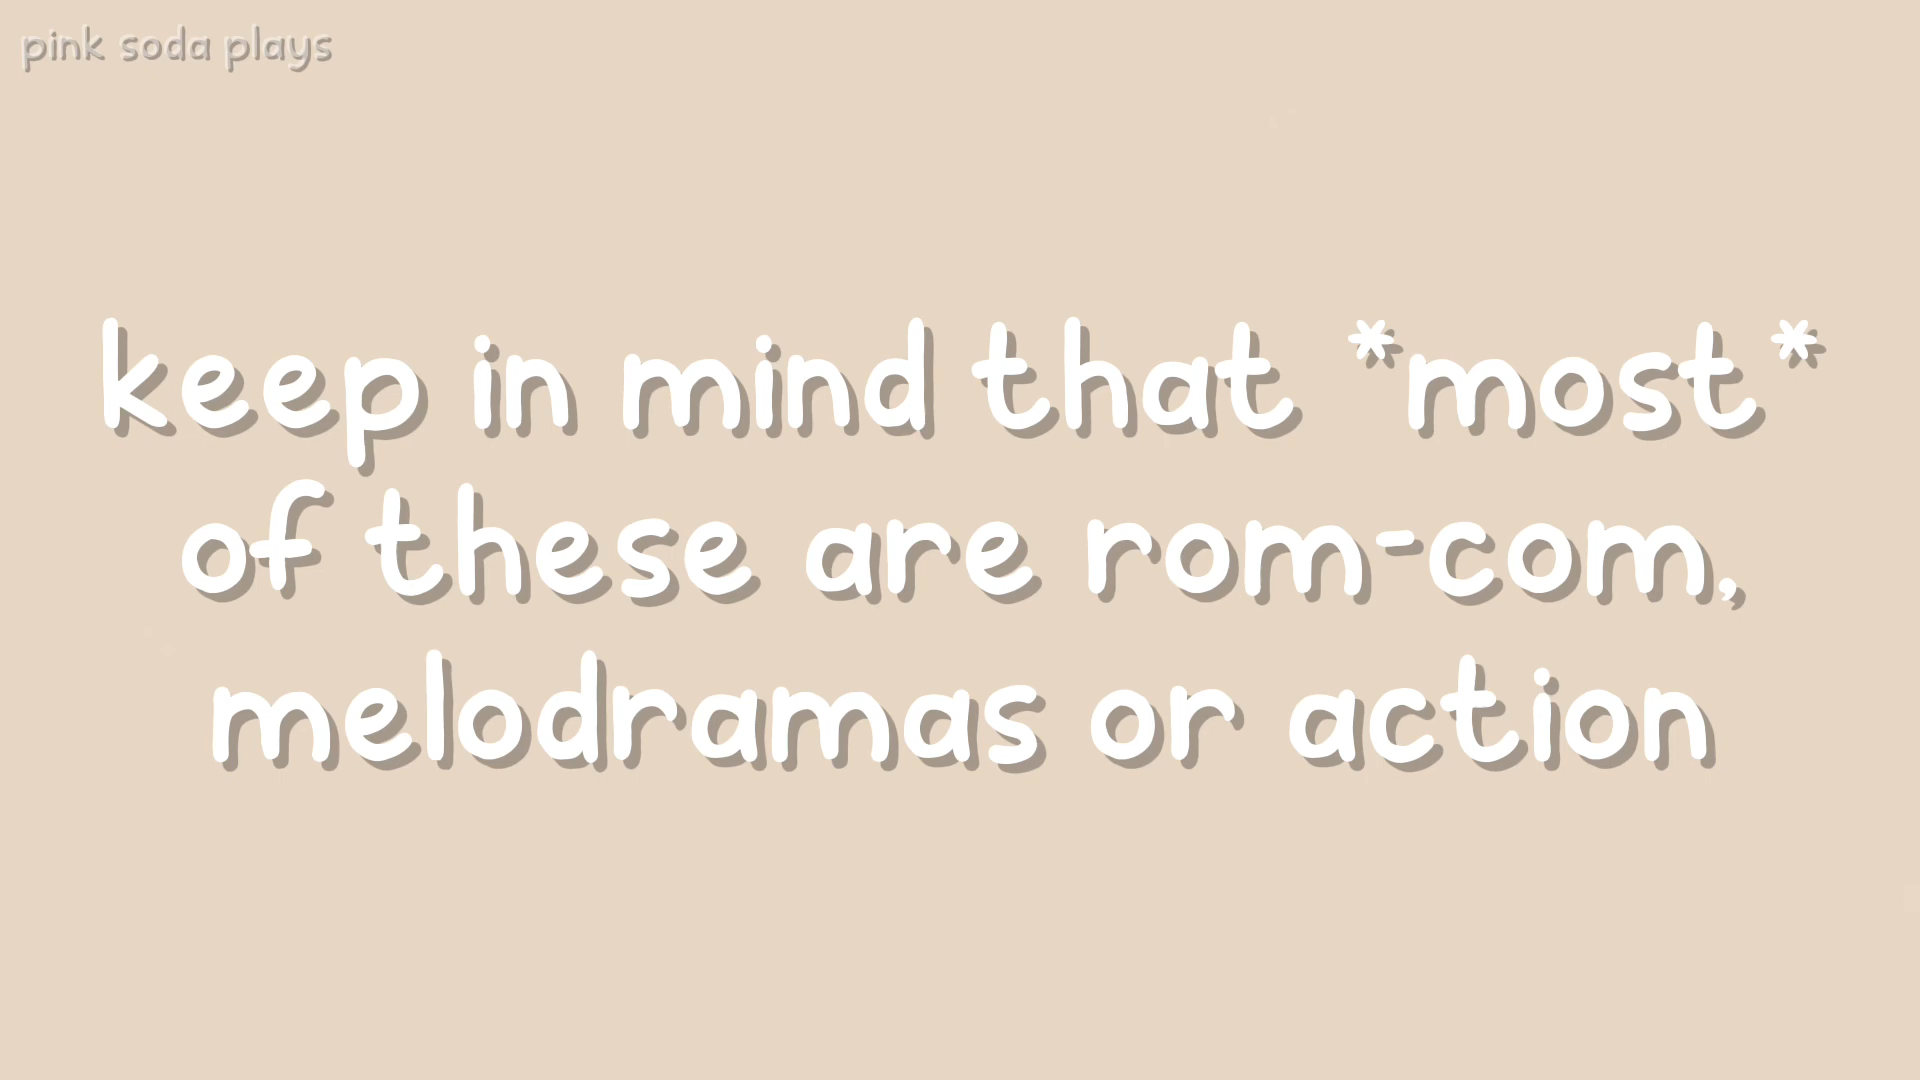 pink soda plays
keep in mind that *most*
of these are rom-com,
melodramas or action